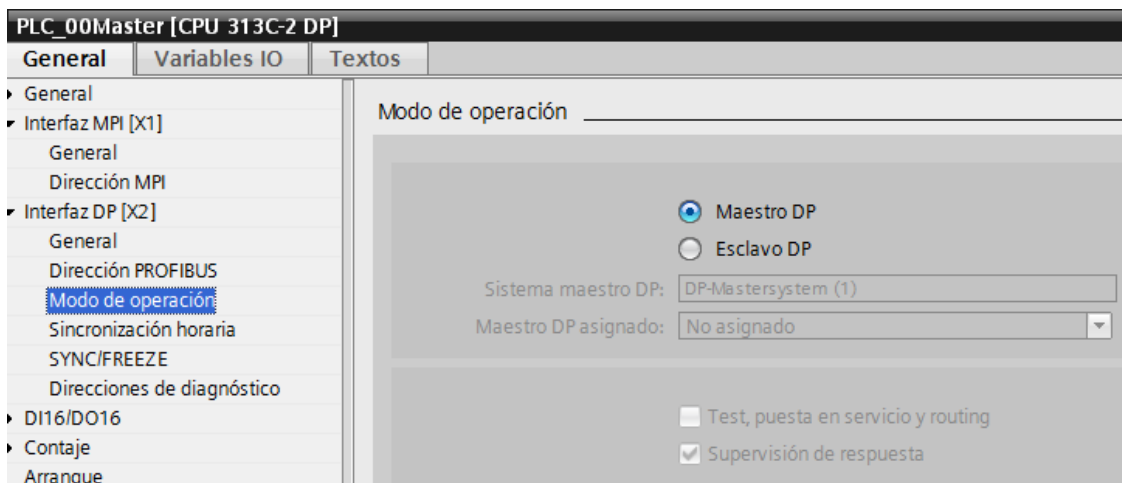 PLC_00Master [CPU 313C-2 DP]
General Variables IO Textos
General
Interfaz MPI [X1]
General
Dirección MPI
Interfaz DP [X2]
General
Dirección PROFIBUS
Modo de operación
Sincronización horaria
SYNC/FREEZE
Direcciones de diagnóstico
DI16/DO16
Contaje
Arranque
Modo de operación
Maestro DP
Esclavo DP
Sistema maestro DP: DP-Mastersystem (1)
Maestro DP asignado: No asignado
Test, puesta en servicio y routing
Supervisión de respuesta